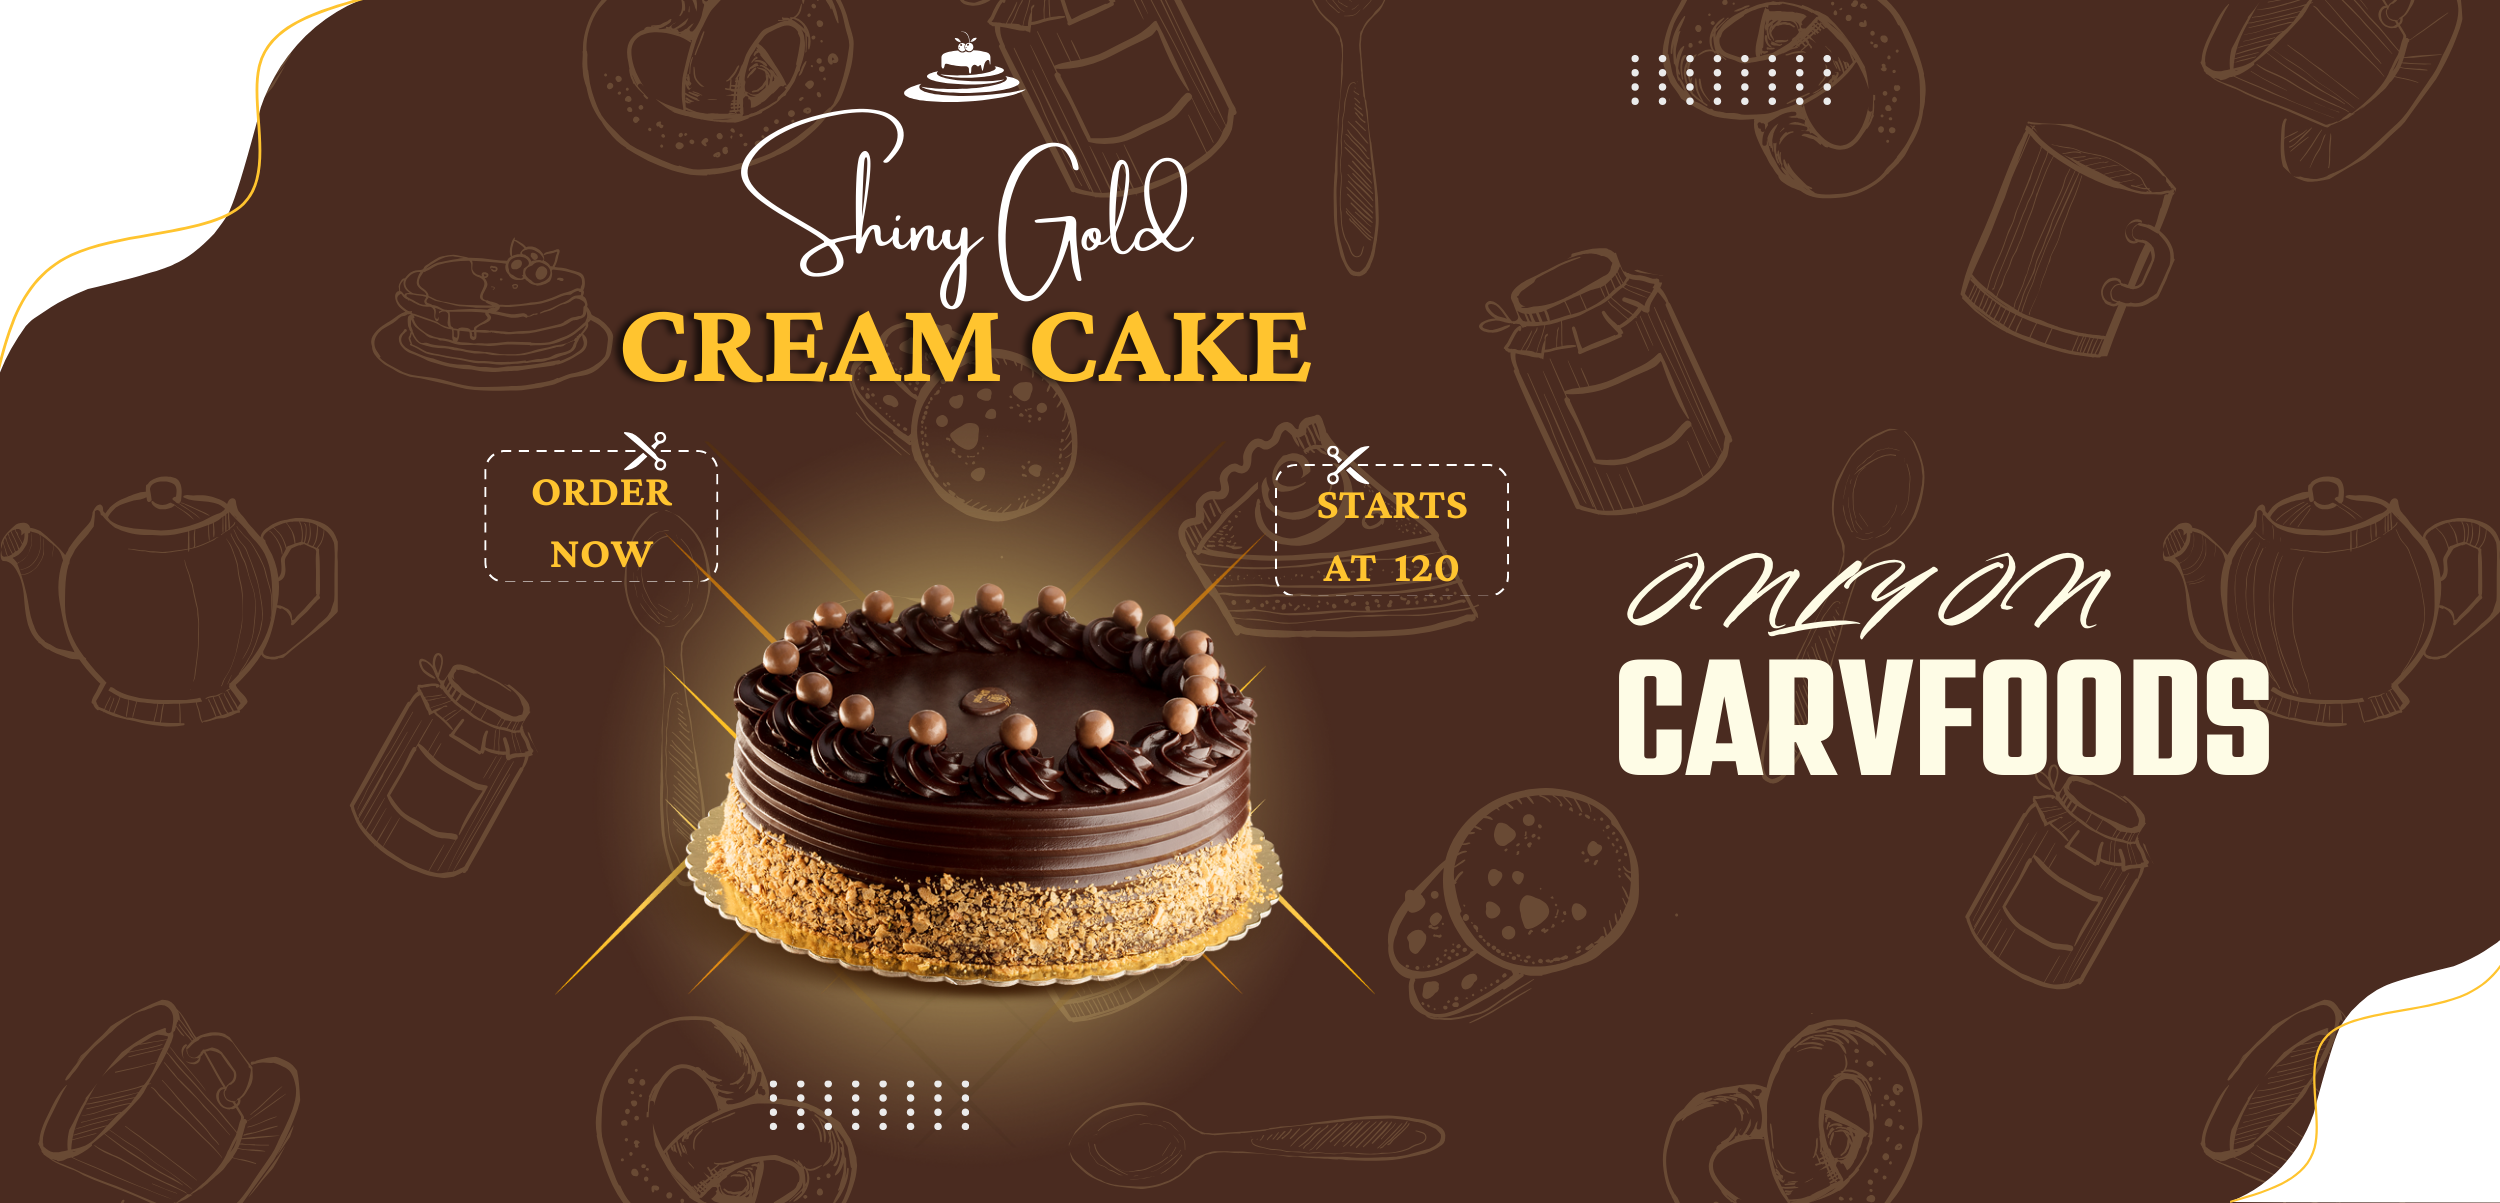 Shiny Gold
CREAM CAKE
ORDER
NOW
STARTS
AT 120
ONLY ON
CARVFOODS